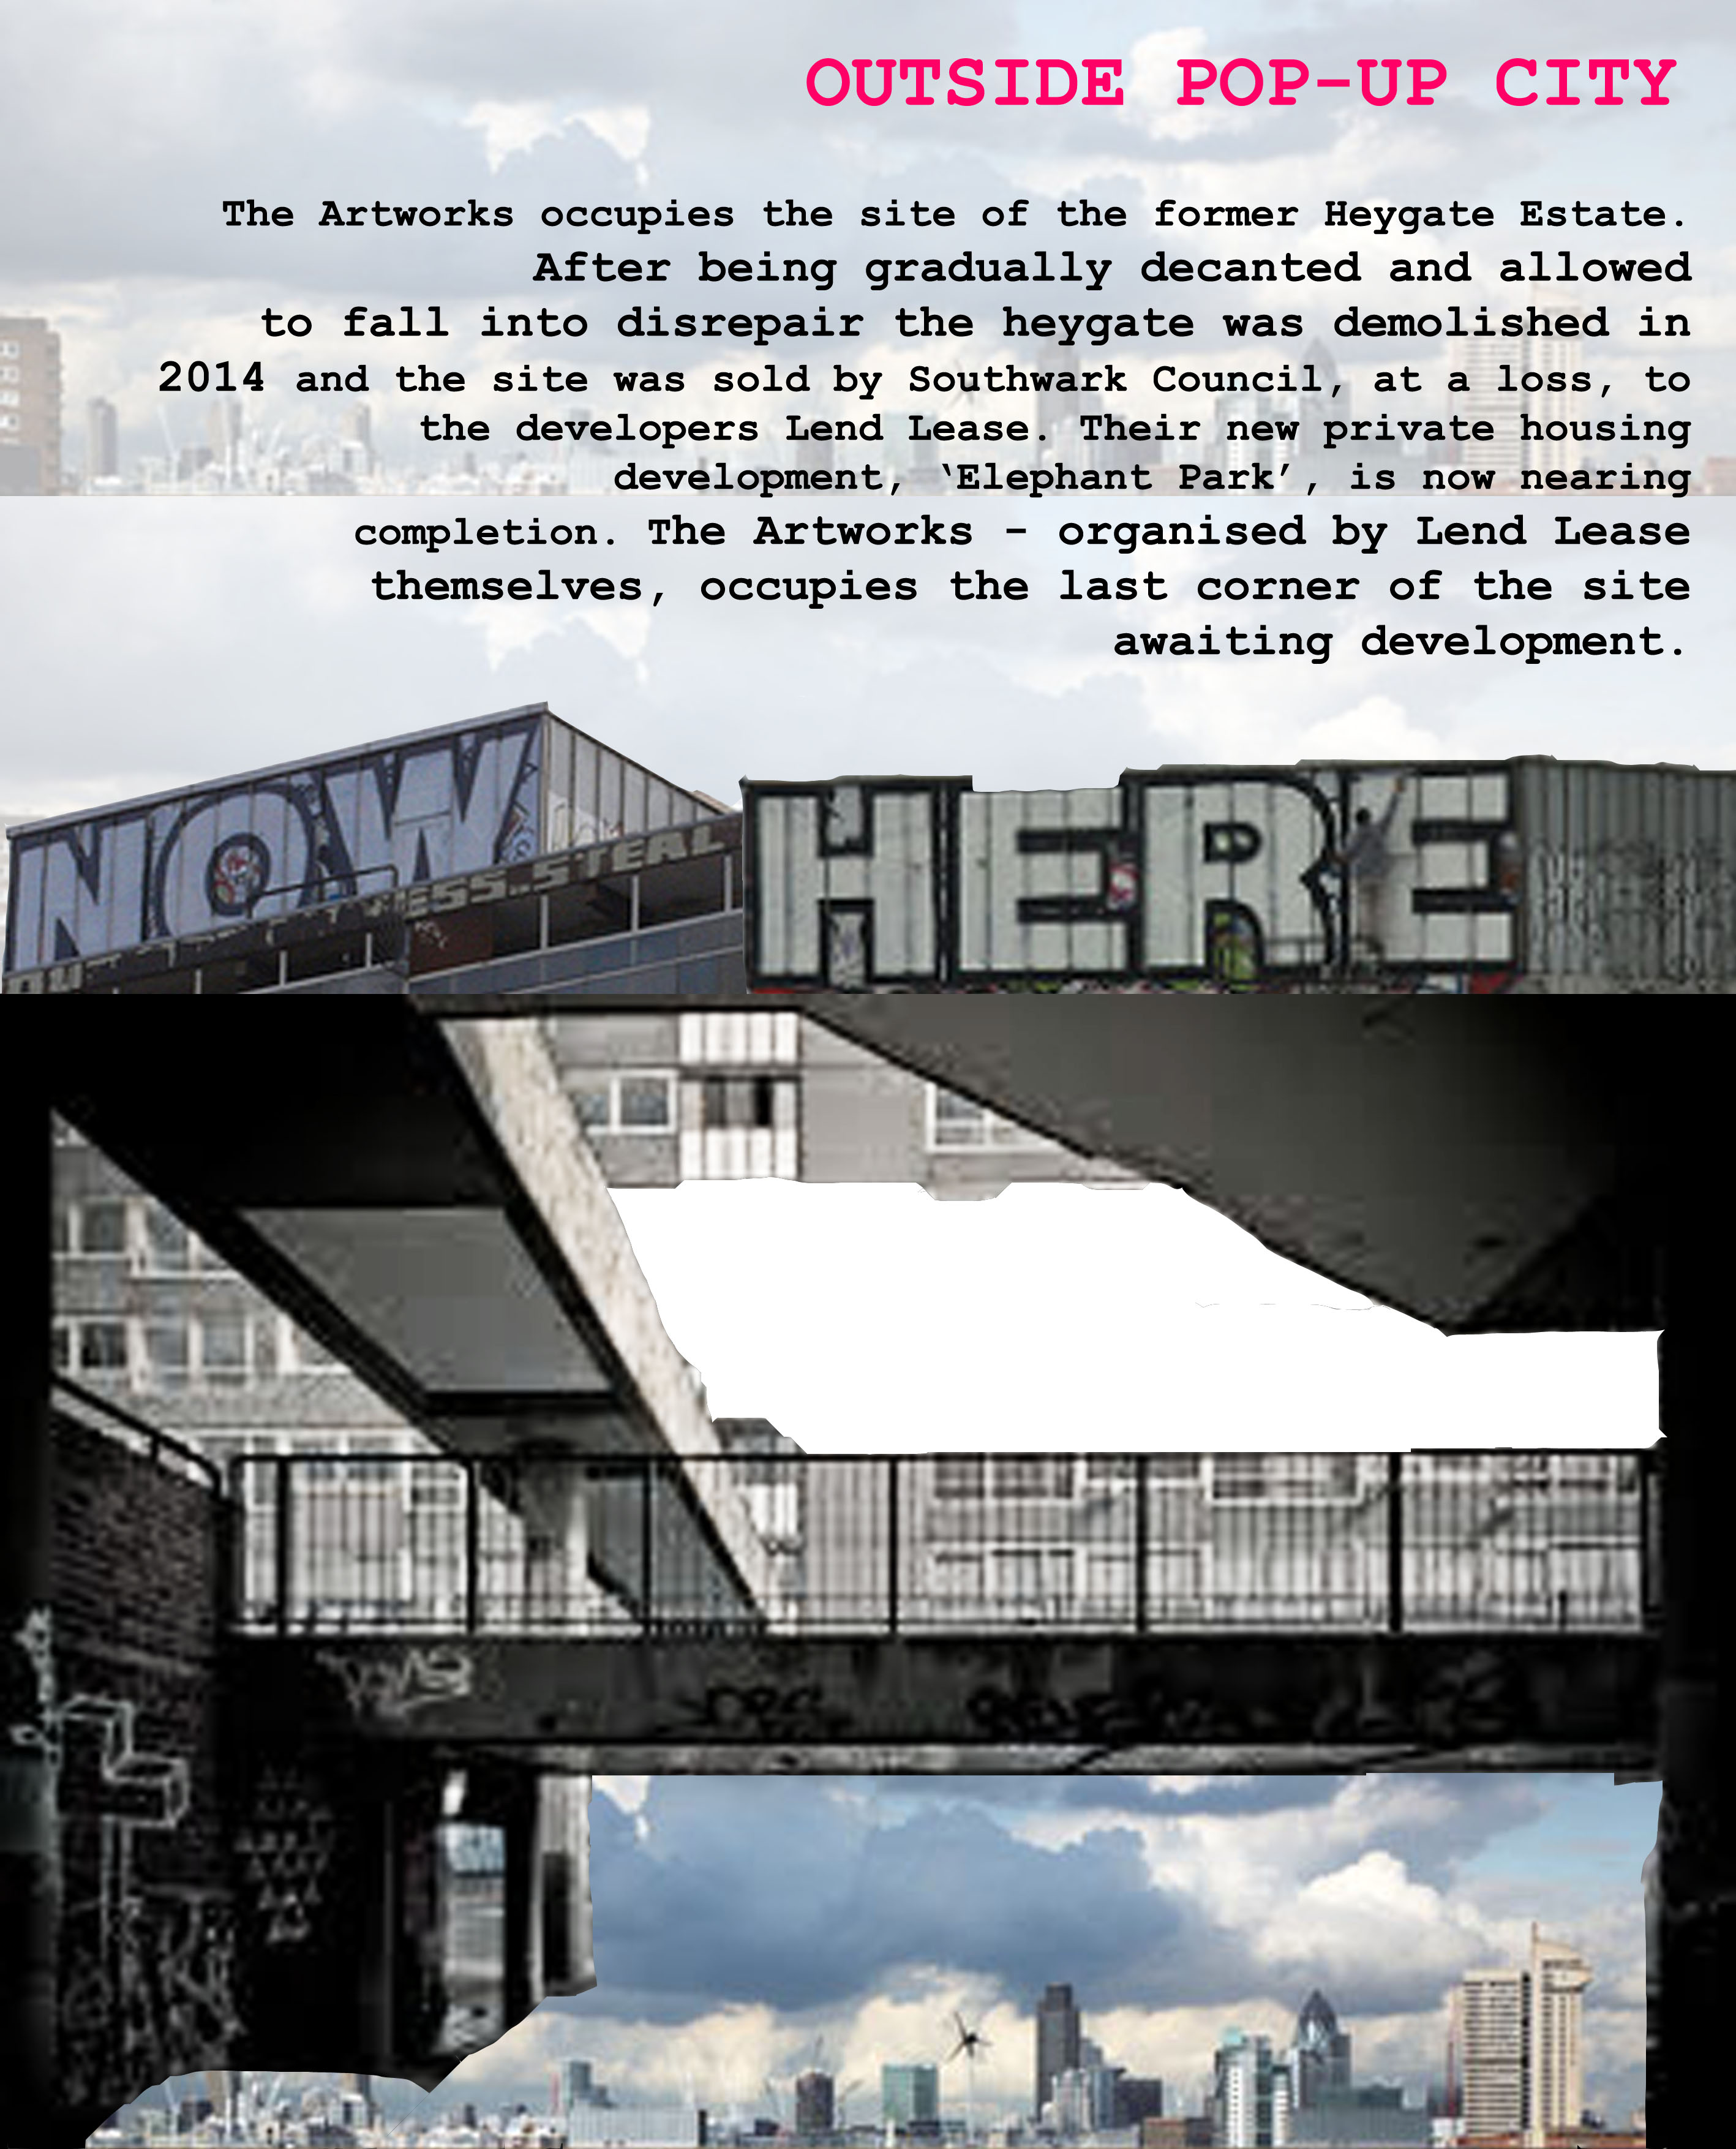 OUTSIDE POP-UP CITY
The Artworks occupies the site of the former Heygate Estate.
After being gradually decanted and allowed
to fall into disrepair the heygate was demolished in
2014 and the site was sold by Southwark Council, at a loss, to
the developers Lend Lease. Their new private housing
development, ‘Elephant Park’, is now nearing
completion. The Artworks - organised by Lend Lease
themselves, occupies the last corner of the site
awaiting development.
NOW
HERE
STEAL